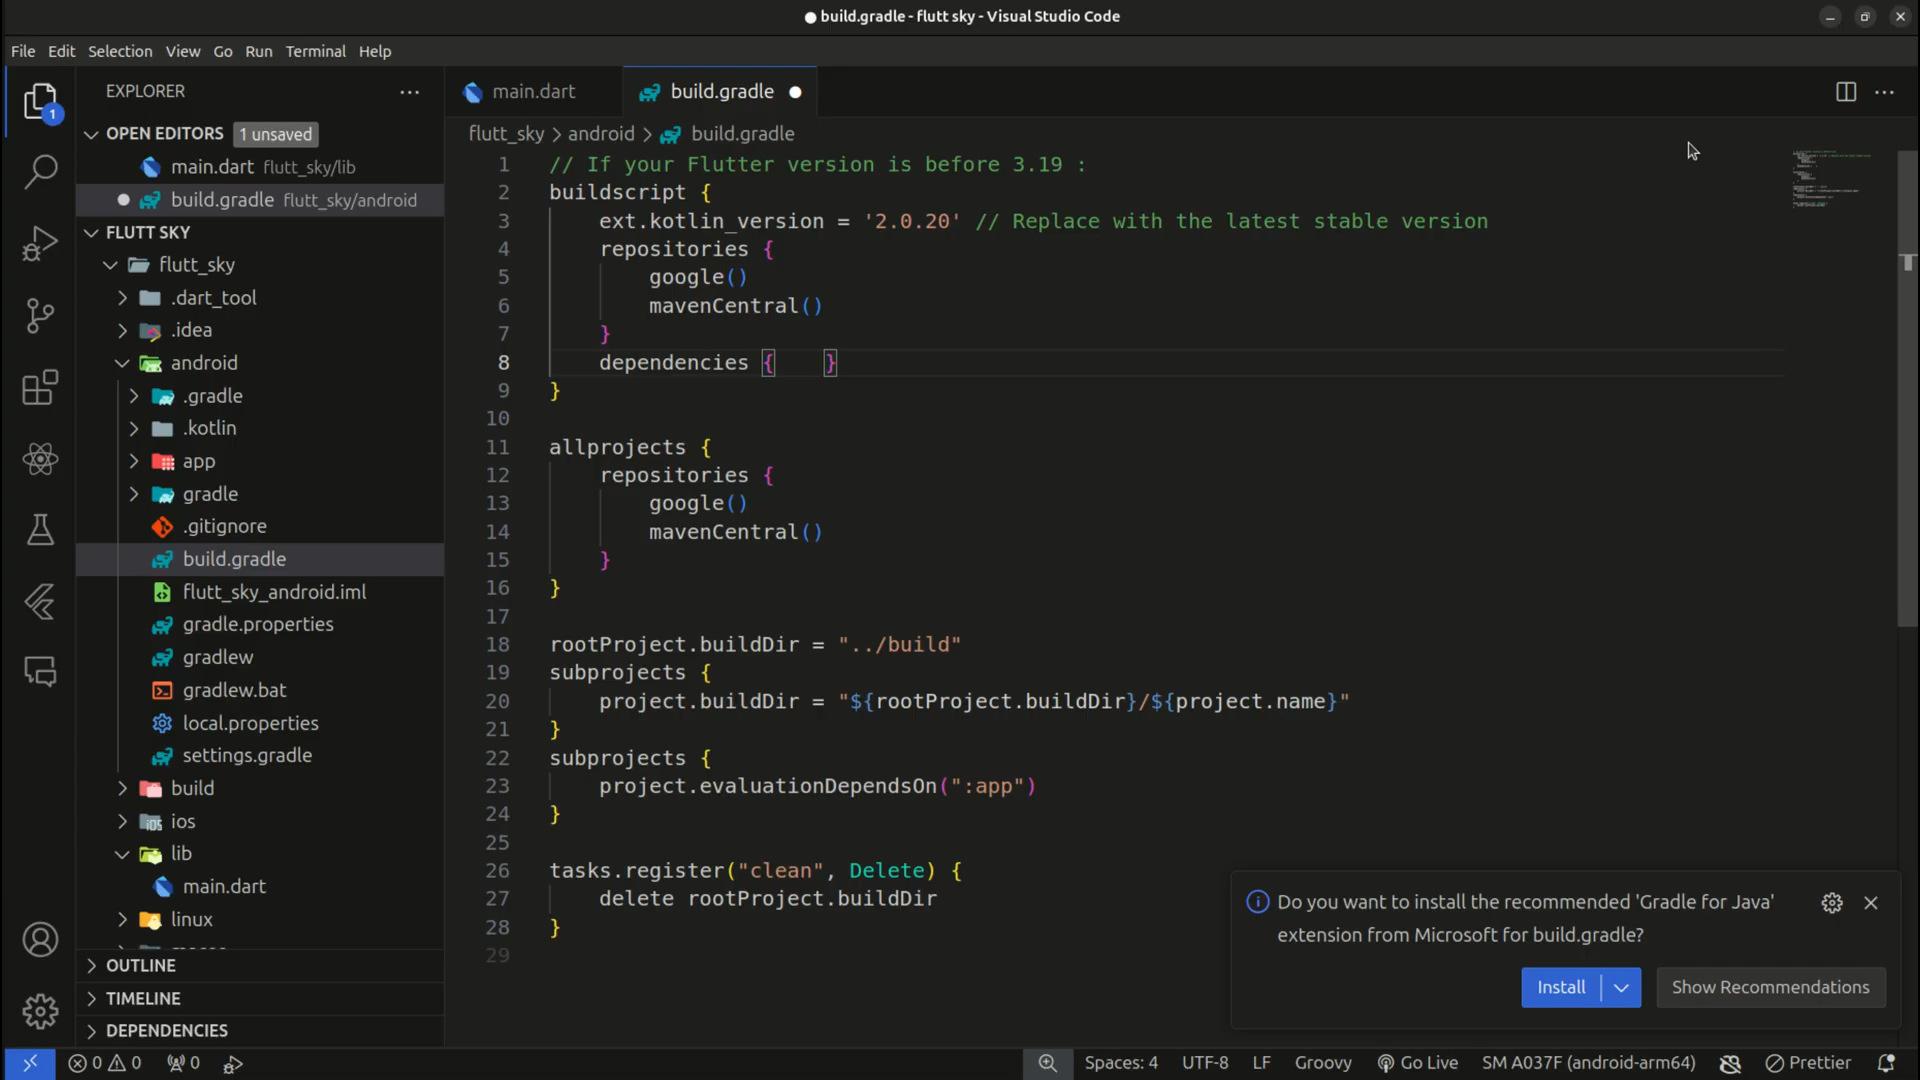 build.gradle - flutt sky - Visual Studio Code
File Edit Selection View Go Run Terminal Help
EXPLORER
OPEN EDITORS 1 unsaved
main.dart flutt_sky/lib
build.gradle flutt_sky/android
FLUTT SKY
flutt_sky
.dart_tool
.idea
android
.gradle
.kotlin
app
gradle
.gitignore
build.gradle
flutt_sky_android.iml
gradle.properties
gradlew
gradlew.bat
local.properties
settings.gradle
build
ios
lib
main.dart
linux
OUTLINE
TIMELINE
DEPENDENCIES
main.dart build.gradle
flutt_sky > android > build.gradle
1 // If your Flutter version is before 3.19 :
2 buildscript {
3 ext.kotlin_version = '2.0.20' // Replace with the latest stable version
4 repositories {
5 google()
6 mavenCentral()
7 }
8 dependencies { }
9 }
10
11 allprojects {
12 repositories {
13 google()
14 mavenCentral()
15 }
16 }
17
18 rootProject.buildDir = "../build"
19 subprojects {
20 project.buildDir = "${rootProject.buildDir}/${project.name}"
21 }
22 subprojects {
23 project.evaluationDependsOn(":app")
24 }
25
26 tasks.register("clean", Delete) {
27 delete rootProject.buildDir
28 }
29
Do you want to install the recommended 'Gradle for Java'
extension from Microsoft for build.gradle?
Install Show Recommendations
1
0 0 0 Spaces: 4 UTF-8 LF Groovy Go Live SM A037F (android-arm64) Prettier